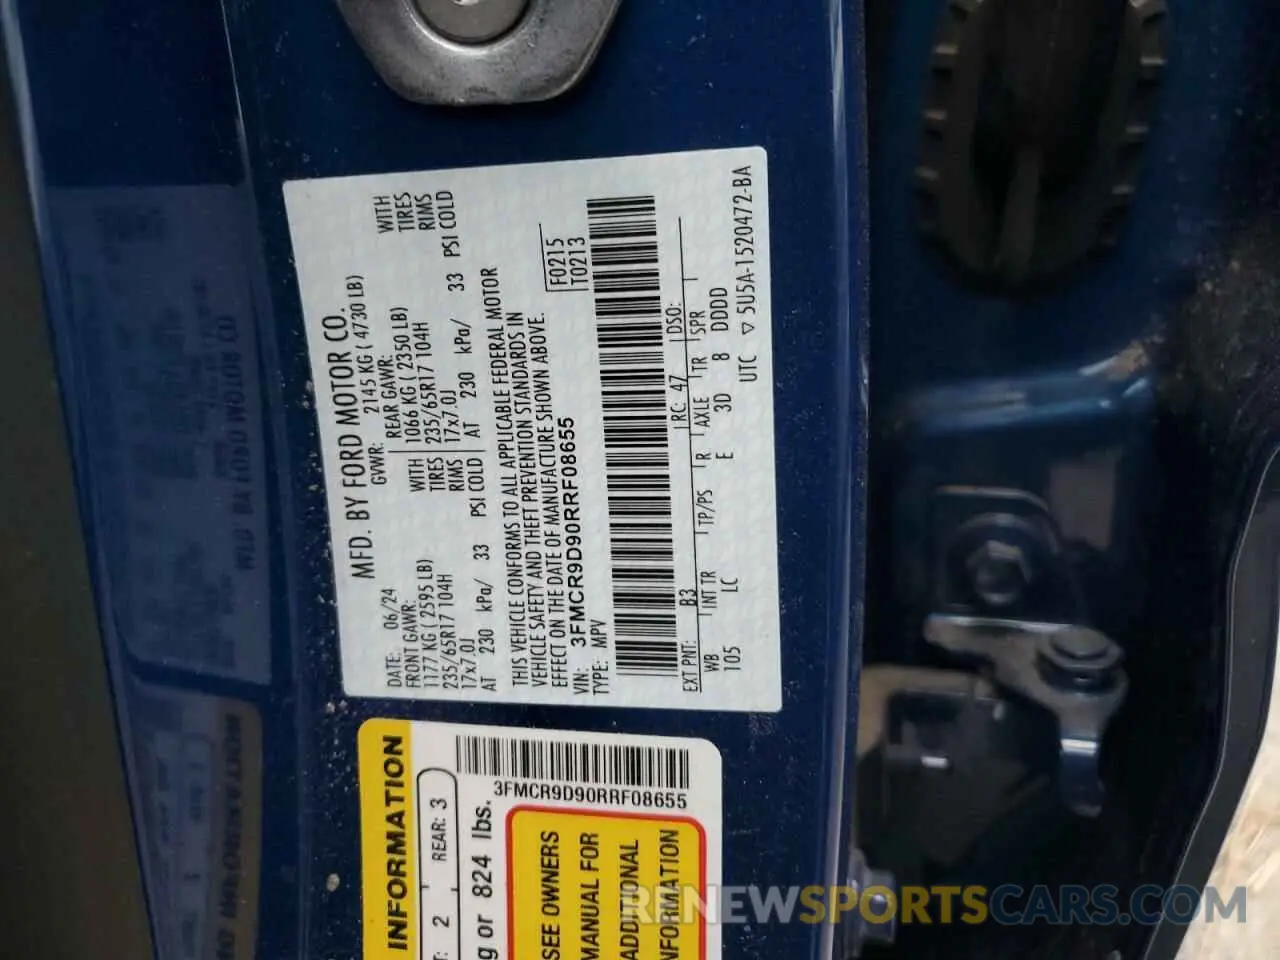 MFD. BY FORD MOTOR CO.
DATE: 06/24 GVWR: 2145 KG ( 4730 LB)
FRONT GAWR: REAR GAWR:
1177 KG ( 2595 LB) WITH 1066 KG ( 2350 LB) WITH
235/65R17 104H TIRES 235/65R17 104H TIRES
17x7.0J RIMS 17x7.0J RIMS
AT 230 kPa/ 33 PSI COLD AT 230 kPa/ 33 PSI COLD
THIS VEHICLE CONFORMS TO ALL APPLICABLE FEDERAL MOTOR
VEHICLE SAFETY AND THEFT PREVENTION STANDARDS IN
EFFECT ON THE DATE OF MANUFACTURE SHOWN ABOVE.
VIN: 3FMCR9D90RRF08655 F0215
TYPE: MPV T0213
EXT PNT: B3 RC: 47 DSO:
WB INT TR TP/PS R AXLE TR SPR
105 LC E 3D 8 DDDD
UTC ▽ 5U5A-1520472-BA
INFORMATION
2 REAR: 3
or 824 lbs.
3FMCR9D90RRF08655
SEE OWNERS
MANUAL FOR
ADDITIONAL
INFORMATION
RENEWSPORTSCARS.COM